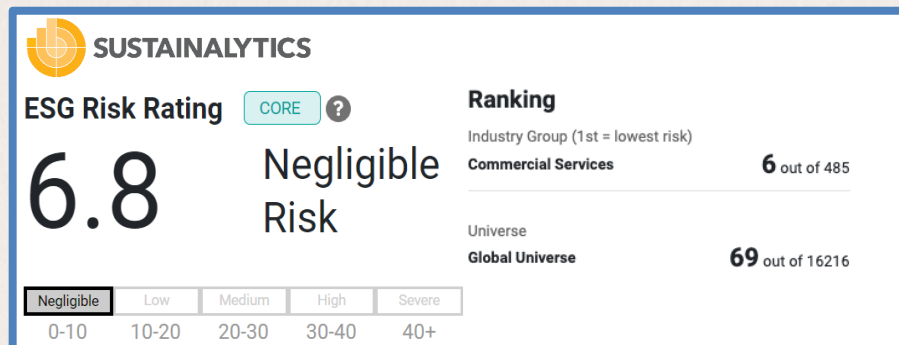 SUSTAINALYTICS
ESG Risk Rating CORE ?
6.8 Negligible
Risk
Negligible Low Medium High Severe
0-10 10-20 20-30 30-40 40+
Ranking
Industry Group (1st = lowest risk)
Commercial Services 6 out of 485
Universe
Global Universe 69 out of 16216